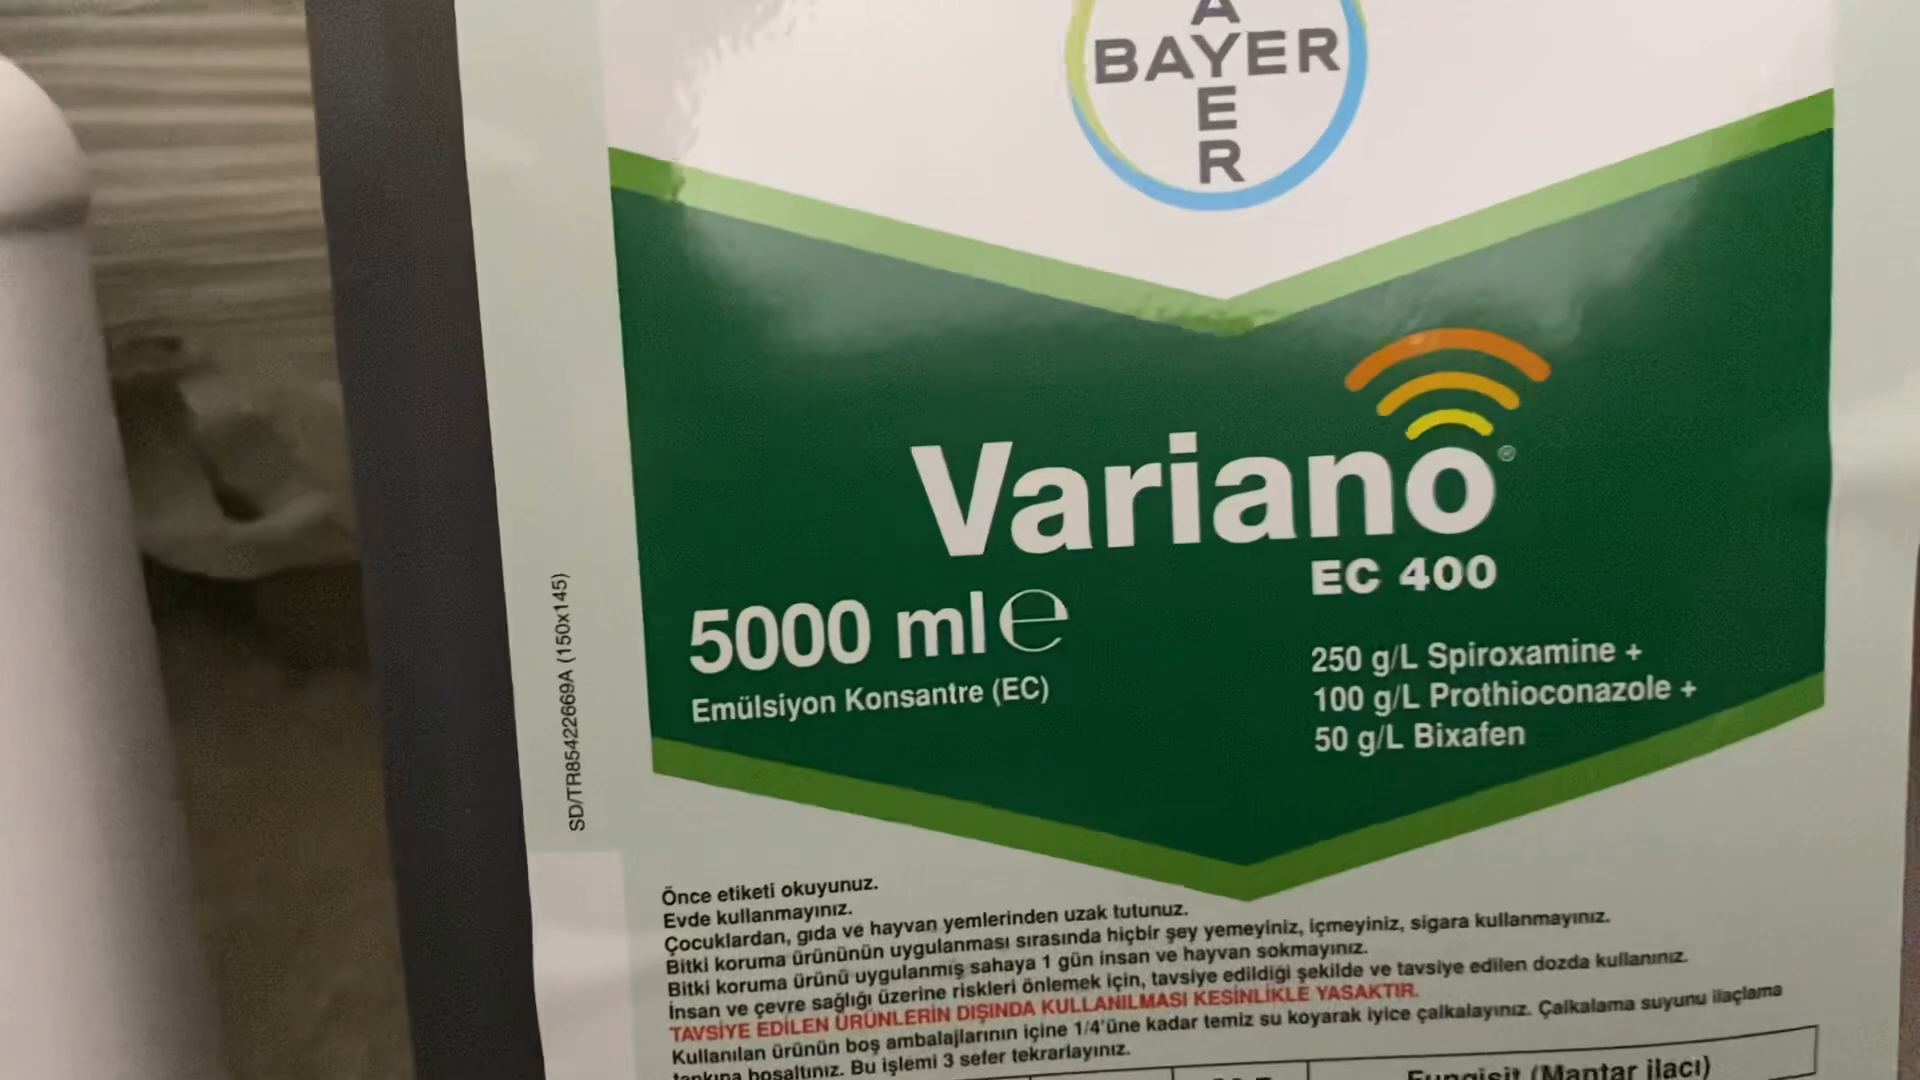 BAYER
BAYER
Variano®
EC 400
5000 ml e
Emülsiyon Konsantre (EC)
250 g/L Spiroxamine +
100 g/L Prothioconazole +
50 g/L Bixafen
SD/TR85422669A (150x145)
Önce etiketi okuyunuz.
Evde kullanmayınız.
Çocuklardan, gıda ve hayvan yemlerinden uzak tutunuz.
Bitki koruma ürününün uygulanması sırasında hiçbir şey yemeyiniz, içmeyiniz, sigara kullanmayınız.
Bitki koruma ürünü uygulanmış sahaya 1 gün insan ve hayvan sokmayınız.
İnsan ve çevre sağlığı üzerine riskleri önlemek için, tavsiye edildiği şekilde ve tavsiye edilen dozda kullanınız.
TAVSİYE EDİLEN ÜRÜNLERİN DIŞINDA KULLANILMASI KESİNLİKLE YASAKTIR.
Kullanılan ürünün boş ambalajlarının içine 1/4'üne kadar temiz su koyarak iyice çalkalayınız. Çalkalama suyunu ilaçlama
tankına boşaltınız. Bu işlemi 3 sefer tekrarlayınız.
Fungisit (Mantar ilacı)